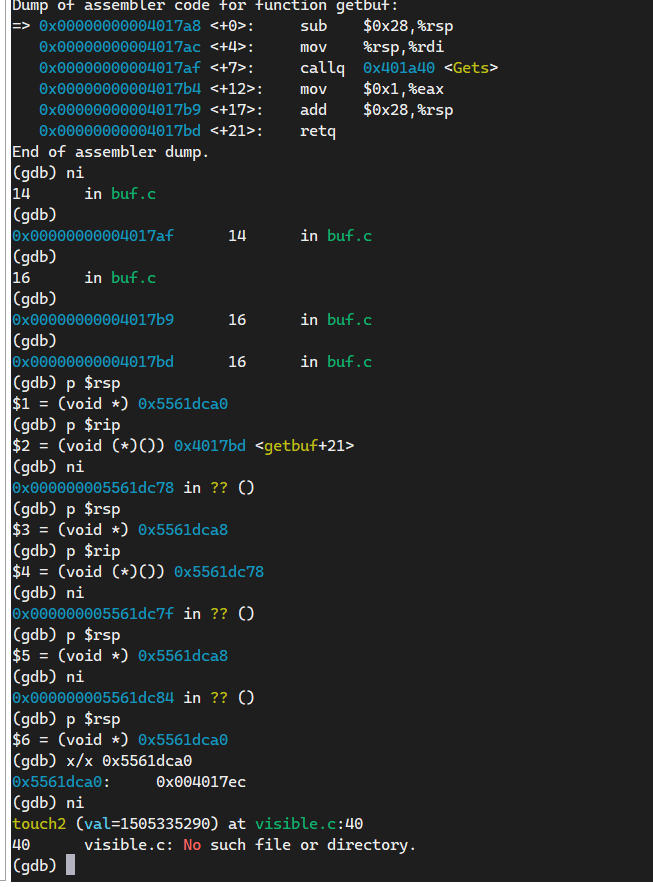 Dump of assembler code for function getbuf:
=> 0x00000000004017a8 <+0>:     sub    $0x28,%rsp
   0x00000000004017ac <+4>:     mov    %rsp,%rdi
   0x00000000004017af <+7>:     callq  0x401a40 <Gets>
   0x00000000004017b4 <+12>:    mov    $0x1,%eax
   0x00000000004017b9 <+17>:    add    $0x28,%rsp
   0x00000000004017bd <+21>:    retq
End of assembler dump.
(gdb) ni
14      in buf.c
(gdb)
0x00000000004017af      14      in buf.c
(gdb)
16      in buf.c
(gdb)
0x00000000004017b9      16      in buf.c
(gdb)
0x00000000004017bd      16      in buf.c
(gdb) p $rsp
$1 = (void *) 0x5561dca0
(gdb) p $rip
$2 = (void (*)()) 0x4017bd <getbuf+21>
(gdb) ni
0x000000005561dc78 in ?? ()
(gdb) p $rsp
$3 = (void *) 0x5561dca8
(gdb) p $rip
$4 = (void (*)()) 0x5561dc78
(gdb) ni
0x000000005561dc7f in ?? ()
(gdb) p $rsp
$5 = (void *) 0x5561dca8
(gdb) ni
0x000000005561dc84 in ?? ()
(gdb) p $rsp
$6 = (void *) 0x5561dca0
(gdb) x/x 0x5561dca0
0x5561dca0:     0x004017ec
(gdb) ni
touch2 (val=1505335290) at visible.c:40
40      visible.c: No such file or directory.
(gdb)